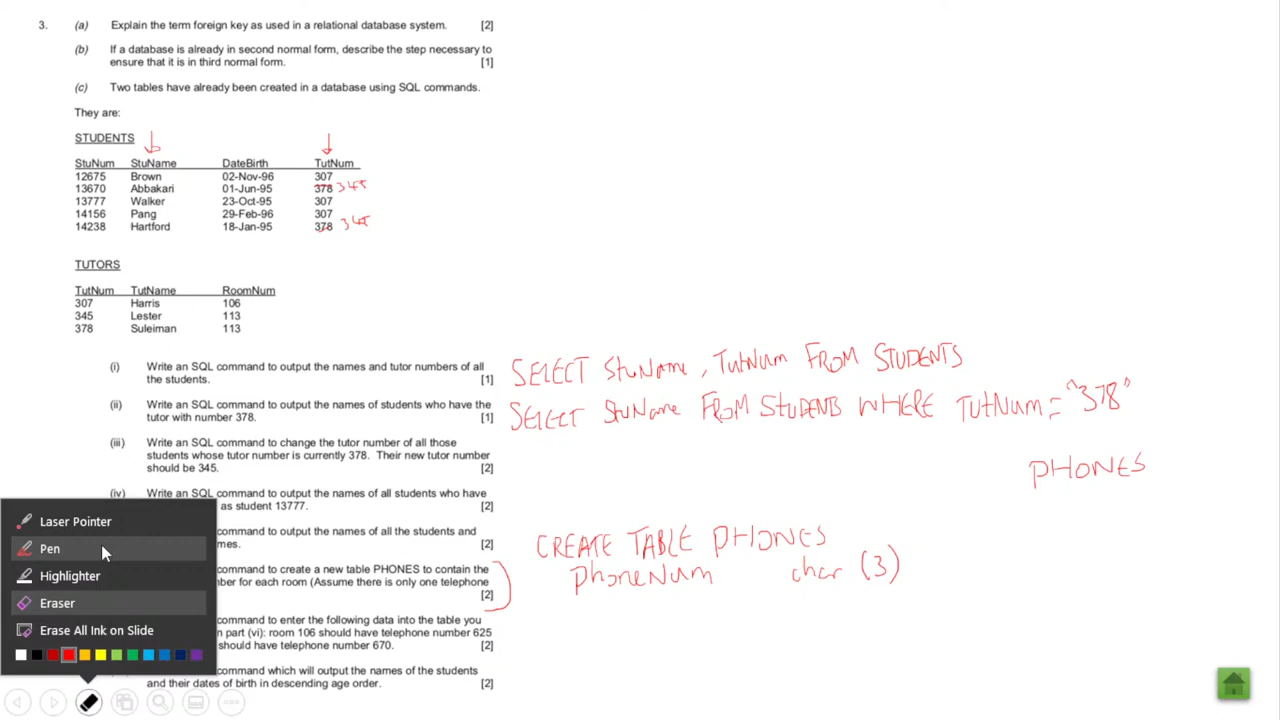 3. (a) Explain the term foreign key as used in a relational database system. [2]
(b) If a database is already in second normal form, describe the step necessary to
ensure that it is in third normal form. [1]
(c) Two tables have already been created in a database using SQL commands.
They are:
STUDENTS
StuNum StuName DateBirth TutNum
12675 Brown 02-Nov-96 307
13670 Abbakari 01-Jun-95 378 345
13777 Walker 23-Oct-95 307
14156 Pang 29-Feb-96 307
14238 Hartford 18-Jan-95 378 345
TUTORS
TutNum TutName RoomNum
307 Harris 106
345 Lester 113
378 Suleiman 113
(i) Write an SQL command to output the names and tutor numbers of all
the students. [1]
SELECT StuName, TutNum FROM STUDENTS
(ii) Write an SQL command to output the names of students who have the
tutor with number 378. [1]
SELECT StuName FROM STUDENTS WHERE TutNum = "378"
(iii) Write an SQL command to change the tutor number of all those
students whose tutor number is currently 378. Their new tutor number
should be 345. [2]
PHONES
(iv) Write an SQL command to output the names of all students who have
as student 13777. [2]
command to output the names of all the students and
mes. [2]
command to create a new table PHONES to contain the
mber for each room (Assume there is only one telephone
[2]
CREATE TABLE PHONES
phoneNum char (3)
command to enter the following data into the table you
n part (vi): room 106 should have telephone number 625
should have telephone number 670. [2]
command which will output the names of the students
and their dates of birth in descending age order. [2]
Laser Pointer
Pen
Highlighter
Eraser
Erase All Ink on Slide